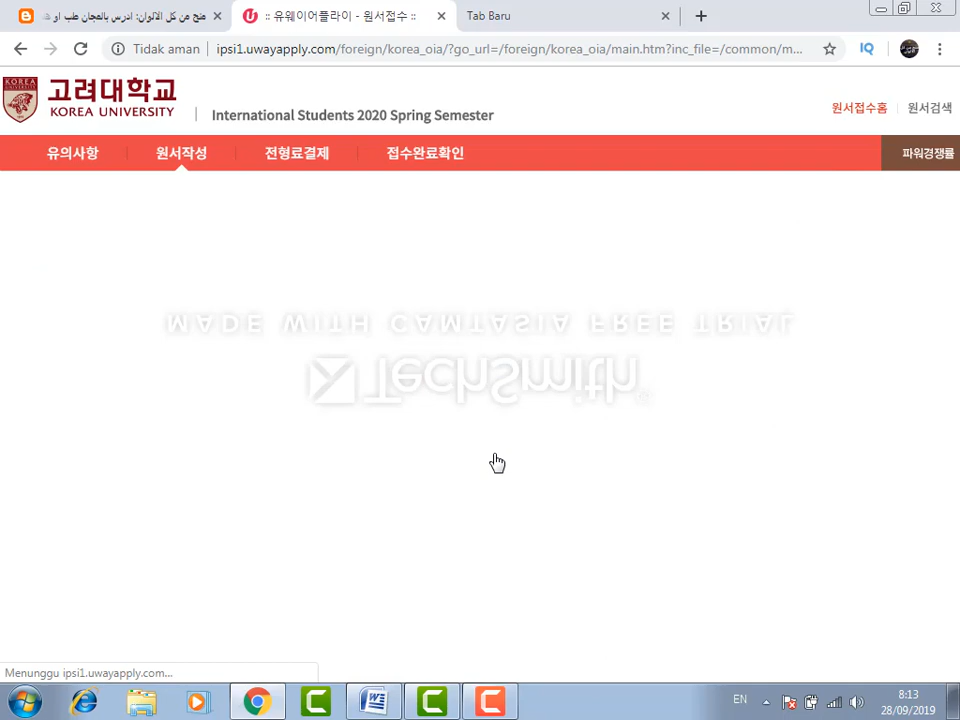 منح من كل الالوان: ادرس بالمجان طب او ش
:: 유웨이어플라이 - 원서접수 ::
Tab Baru
Tidak aman
ipsi1.uwayapply.com/foreign/korea_oia/?go_url=/foreign/korea_oia/main.htm?inc_file=/common/m...
IQ
KOREA
고려대학교
KOREA UNIVERSITY
International Students 2020 Spring Semester
원서접수홈
원서검색
유의사항
원서작성
전형료결제
접수완료확인
파워경쟁률
MADE WITH CAMTASIA FREE TRIAL
TechSmith
Menunggu ipsi1.uwayapply.com...
EN
8:13
28/09/2019